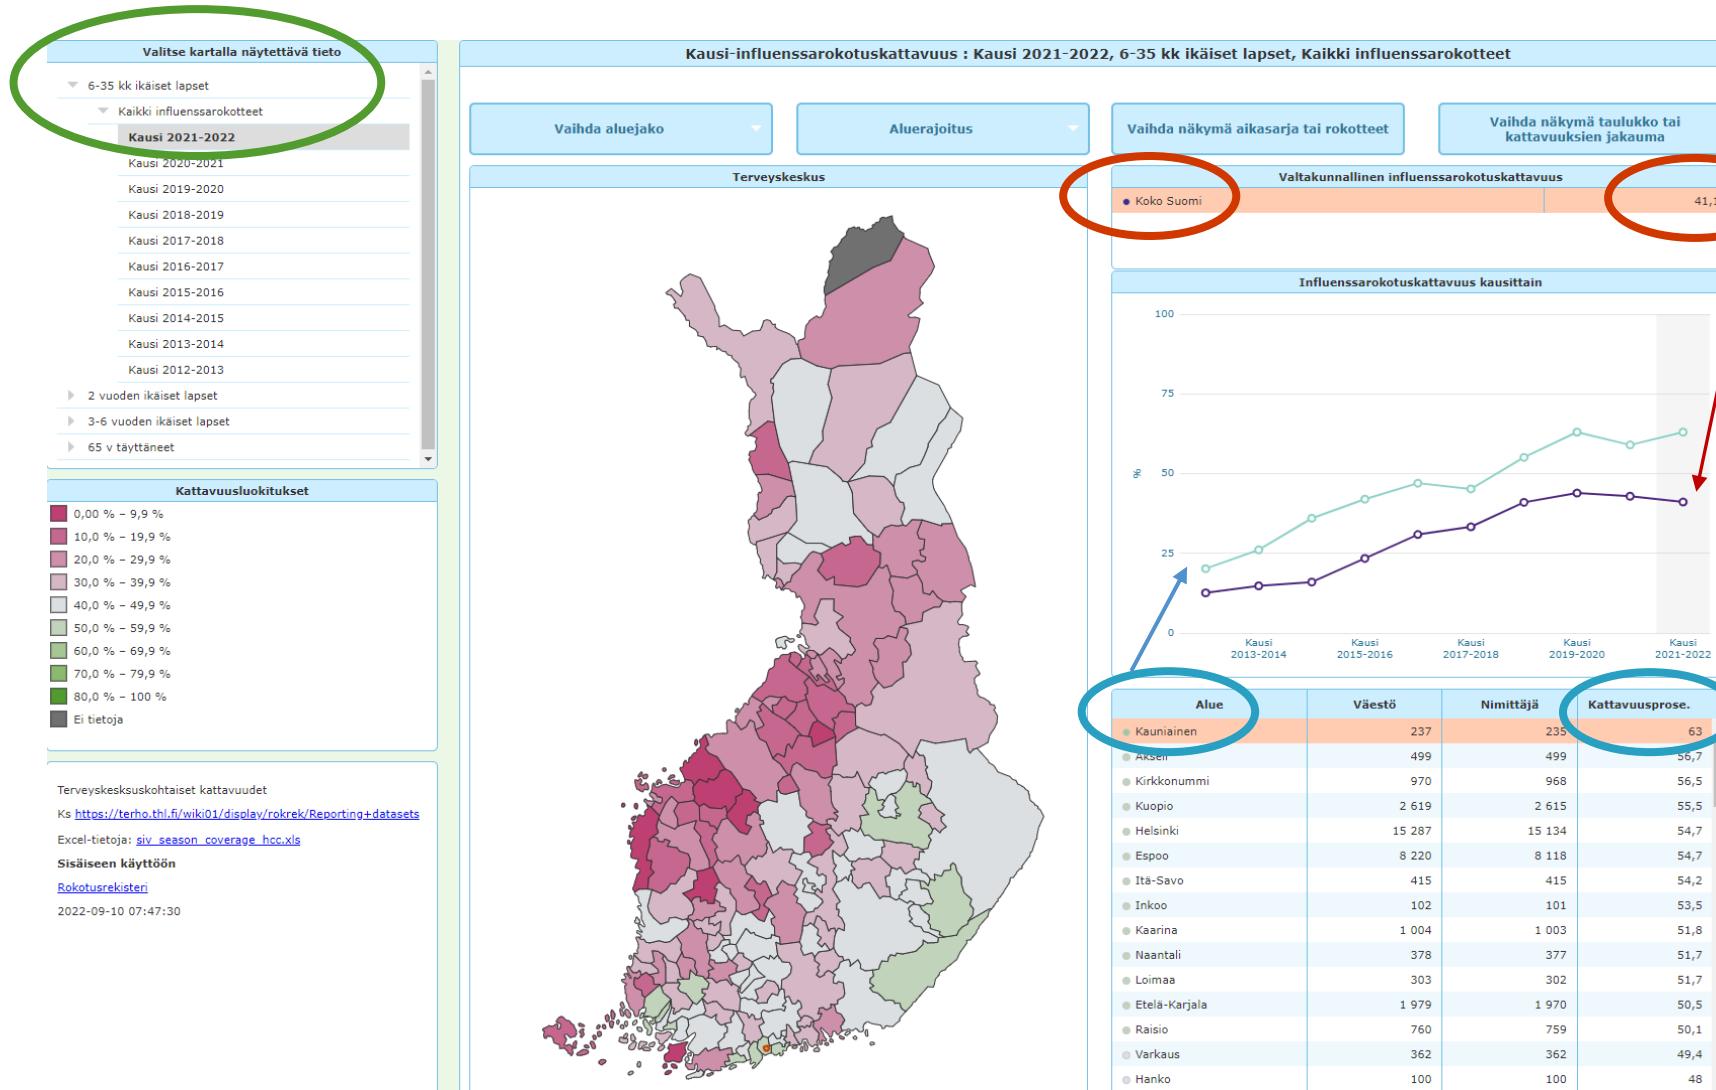 Valitse kartalla näytettävä tieto
6-35 kk ikäiset lapset
Kaikki influenssarokotteet
Kausi 2021-2022
Kausi 2020-2021
Kausi 2019-2020
Kausi 2018-2019
Kausi 2017-2018
Kausi 2016-2017
Kausi 2015-2016
Kausi 2014-2015
Kausi 2013-2014
Kausi 2012-2013
2 vuoden ikäiset lapset
3-6 vuoden ikäiset lapset
65 v täyttäneet
Kattavuusluokitukset
0,00 % – 9,9 %
10,0 % – 19,9 %
20,0 % – 29,9 %
30,0 % – 39,9 %
40,0 % – 49,9 %
50,0 % – 59,9 %
60,0 % – 69,9 %
70,0 % – 79,9 %
80,0 % – 100 %
Ei tietoja
Terveyskesksuskohtaiset kattavuudet
Ks https://terho.thl.fi/wiki01/display/rokrek/Reporting+datasets
Excel-tietoja: siv_season_coverage_hcc.xls
Sisäiseen käyttöön
Rokotusrekisteri
2022-09-10 07:47:30
Kausi-influenssarokotuskattavuus : Kausi 2021-2022, 6-35 kk ikäiset lapset, Kaikki influenssarokotteet
Vaihda aluejako
Aluerajoitus
Vaihda näkymä aikasarja tai rokotteet
Vaihda näkymä taulukko tai
kattavuuksien jakauma
Terveyskeskus
Valtakunnallinen influenssarokotuskattavuus
Koko Suomi 41,1
Influenssarokotuskattavuus kausittain
100
75
50
25
0
%
Kausi 2013-2014
Kausi 2015-2016
Kausi 2017-2018
Kausi 2019-2020
Kausi 2021-2022
Alue Väestö Nimittäjä Kattavuusprose.
Kauniainen 237 235 63
Akseli 499 499 56,7
Kirkkonummi 970 968 56,5
Kuopio 2 619 2 615 55,5
Helsinki 15 287 15 134 54,7
Espoo 8 220 8 118 54,7
Itä-Savo 415 415 54,2
Inkoo 102 101 53,5
Kaarina 1 004 1 003 51,8
Naantali 378 377 51,7
Loimaa 303 302 51,7
Etelä-Karjala 1 979 1 970 50,5
Raisio 760 759 50,1
Varkaus 362 362 49,4
Hanko 100 100 48